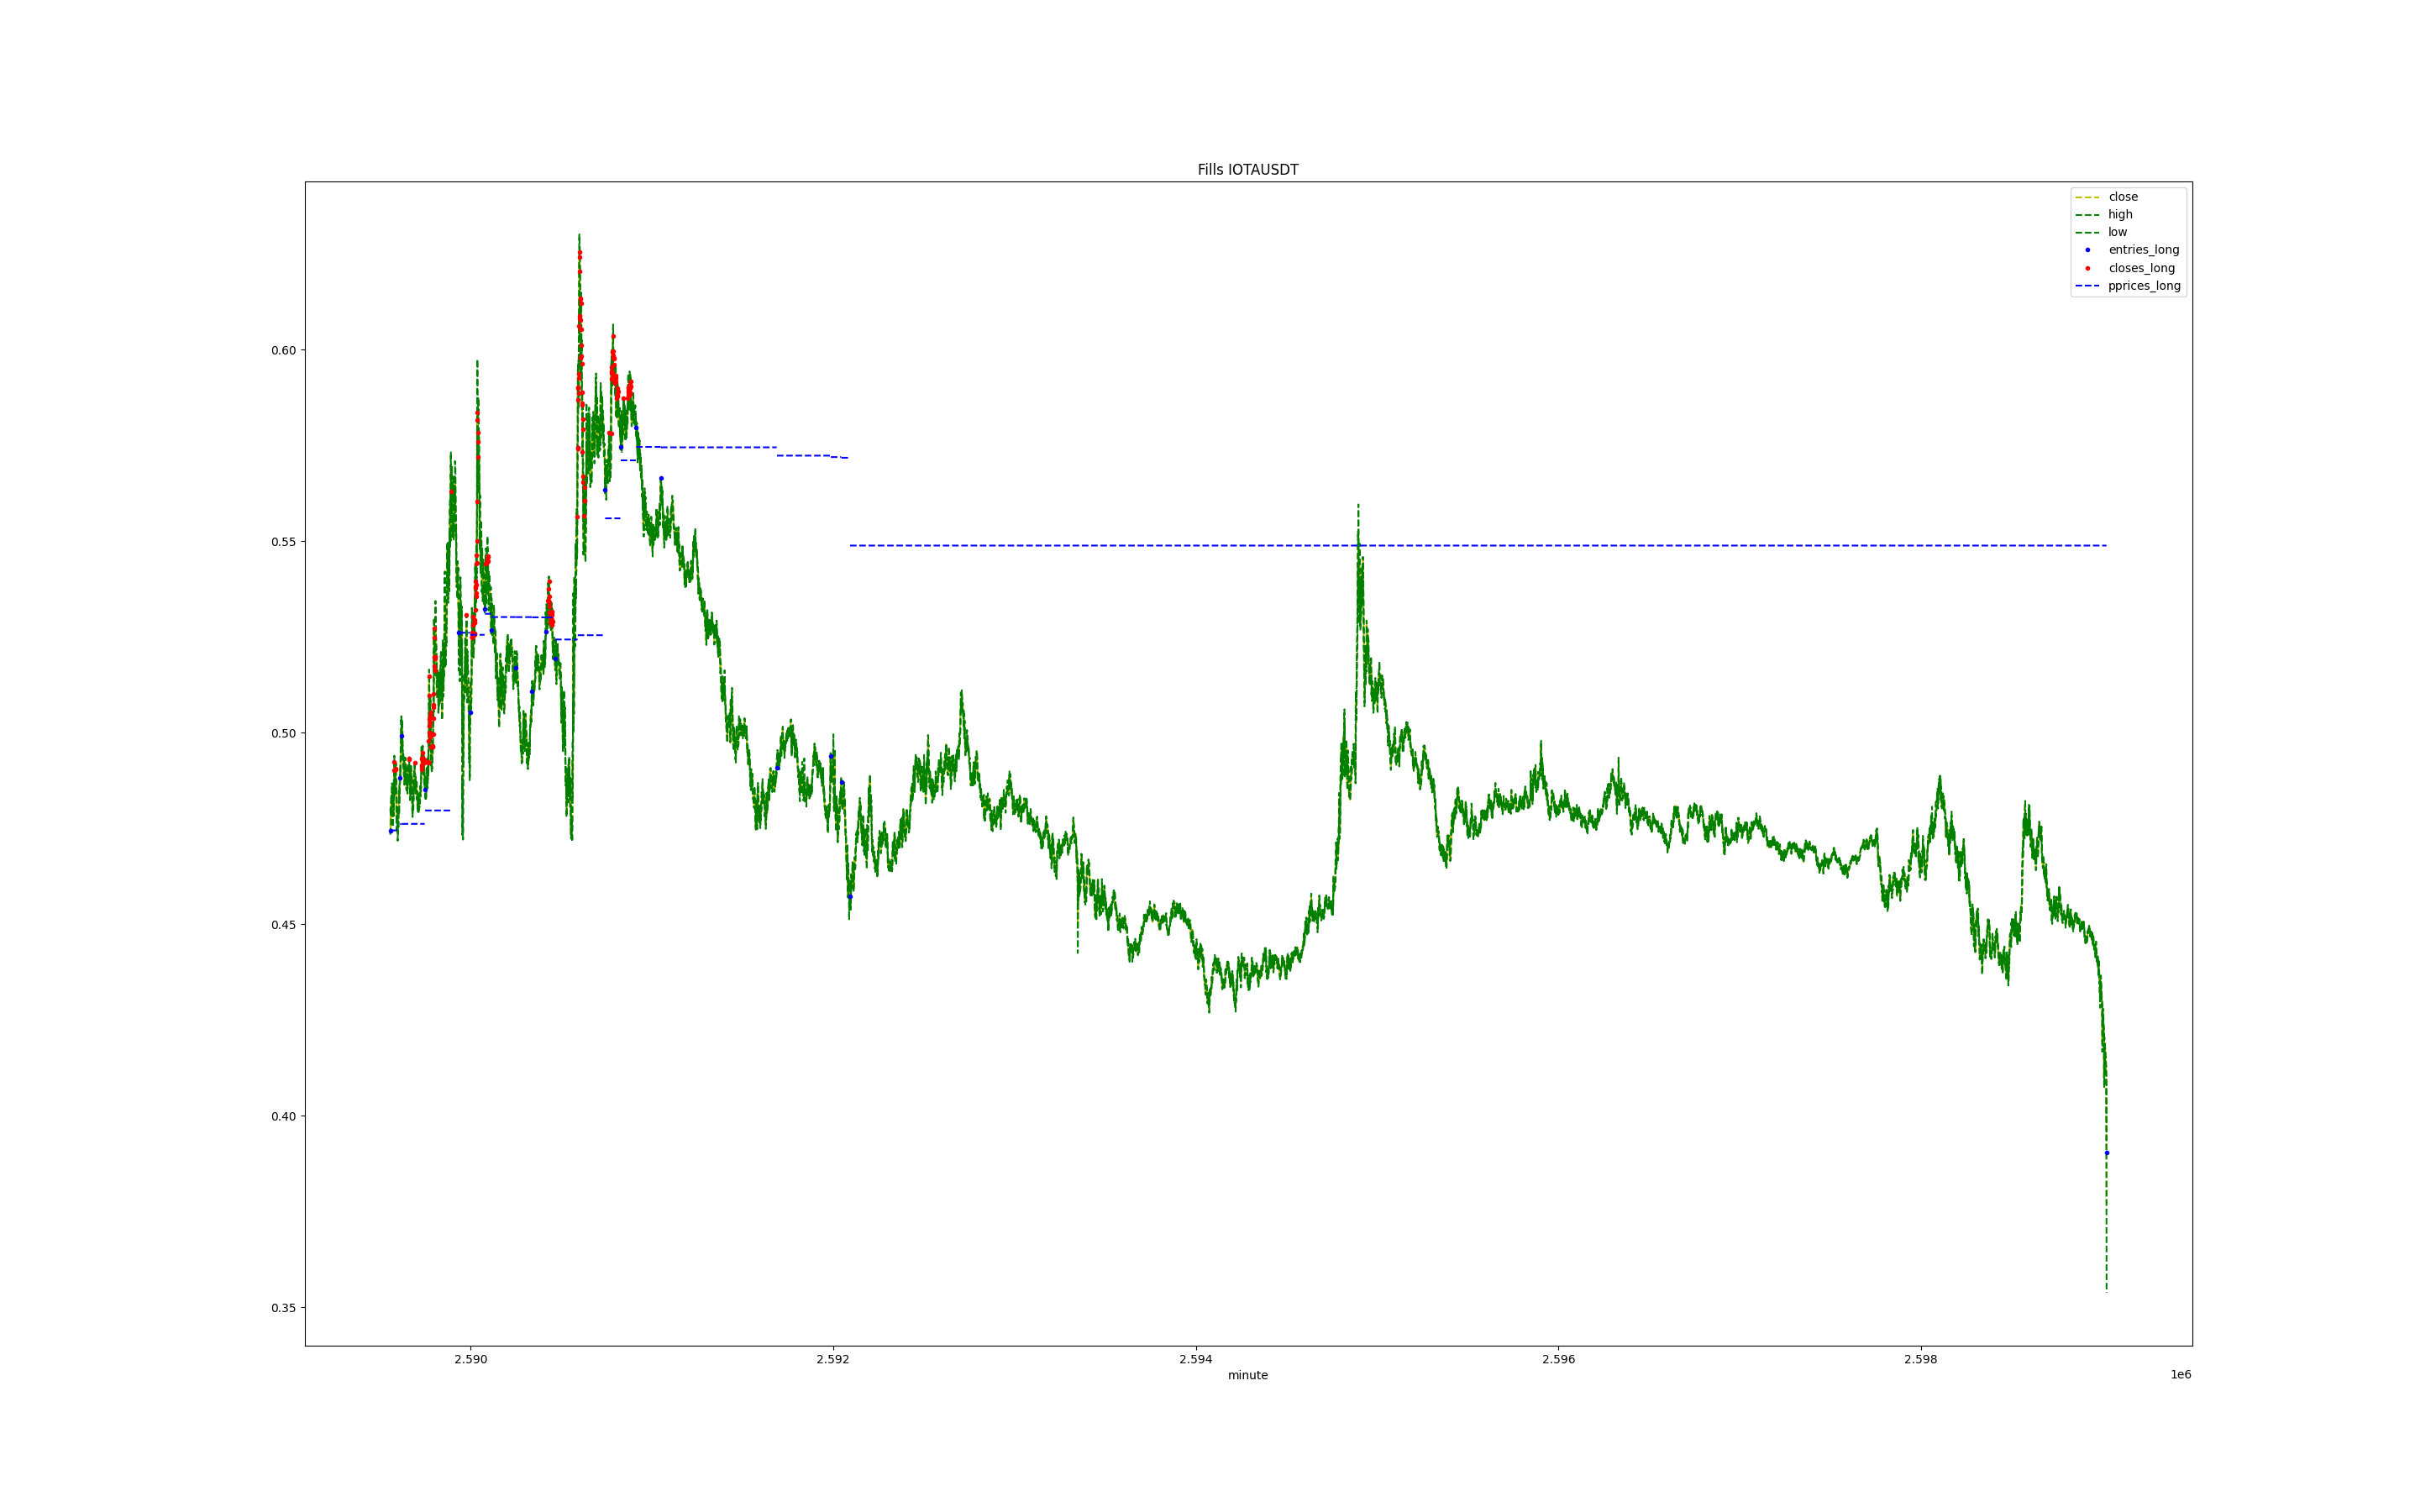 Fills IOTAUSDT
close
high
low
entries_long
closes_long
pprices_long
0.60
0.55
0.50
0.45
0.40
0.35
2.590 2.592 2.594 2.596 2.598
minute
1e6